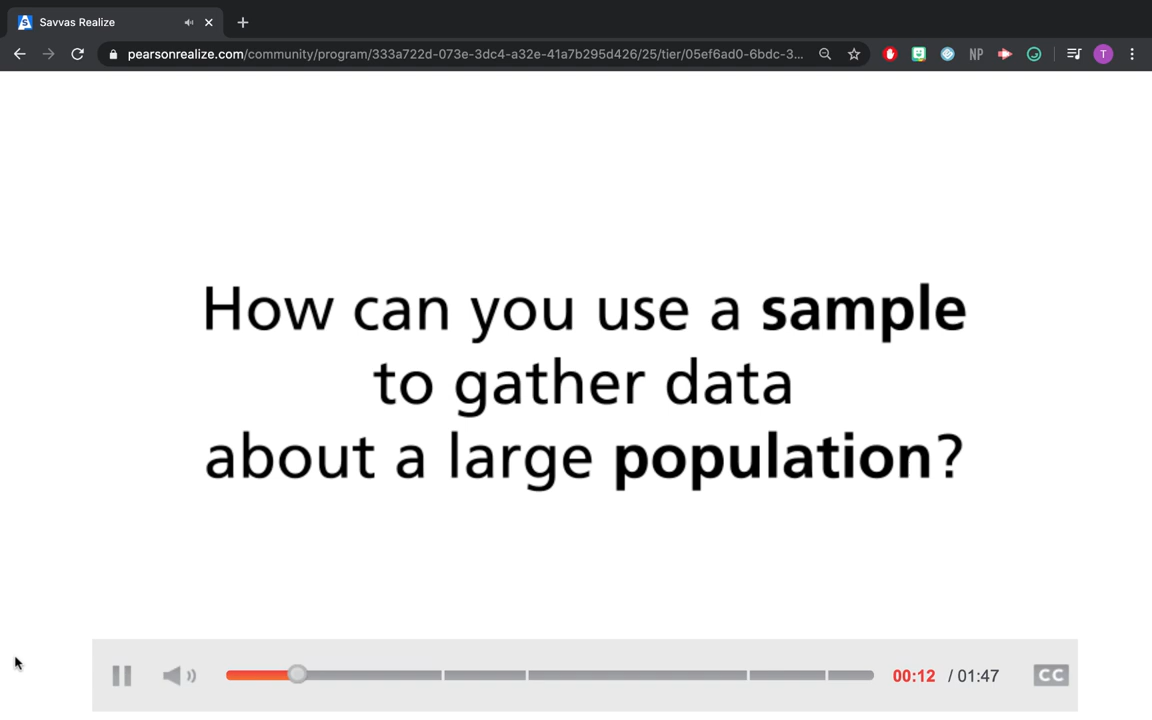 Savvas Realize
pearsonrealize.com/community/program/333a722d-073e-3dc4-a32e-41a7b295d426/25/tier/05ef6ad0-6bdc-3...
NP
T
How can you use a sample
to gather data
about a large population?
00:12 / 01:47
CC